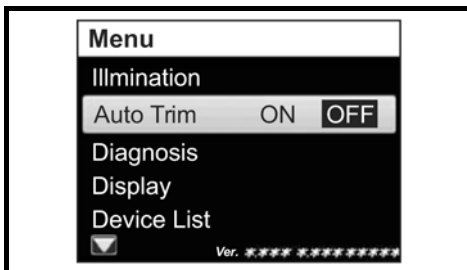 Menu
Illmination
Auto Trim ON OFF
Diagnosis
Display
Device List
Ver. *.*** *.*********